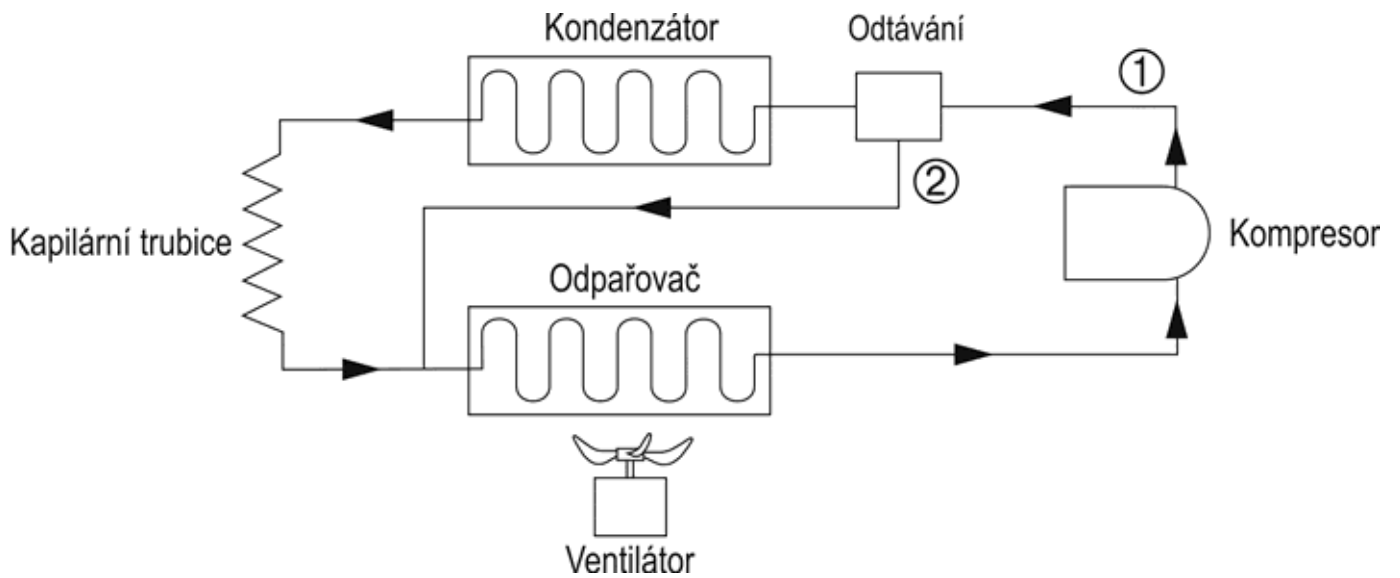 Kondenzátor
Odtávání
①
②
Kapilární trubice
Kompresor
Odpařovač
Ventilátor